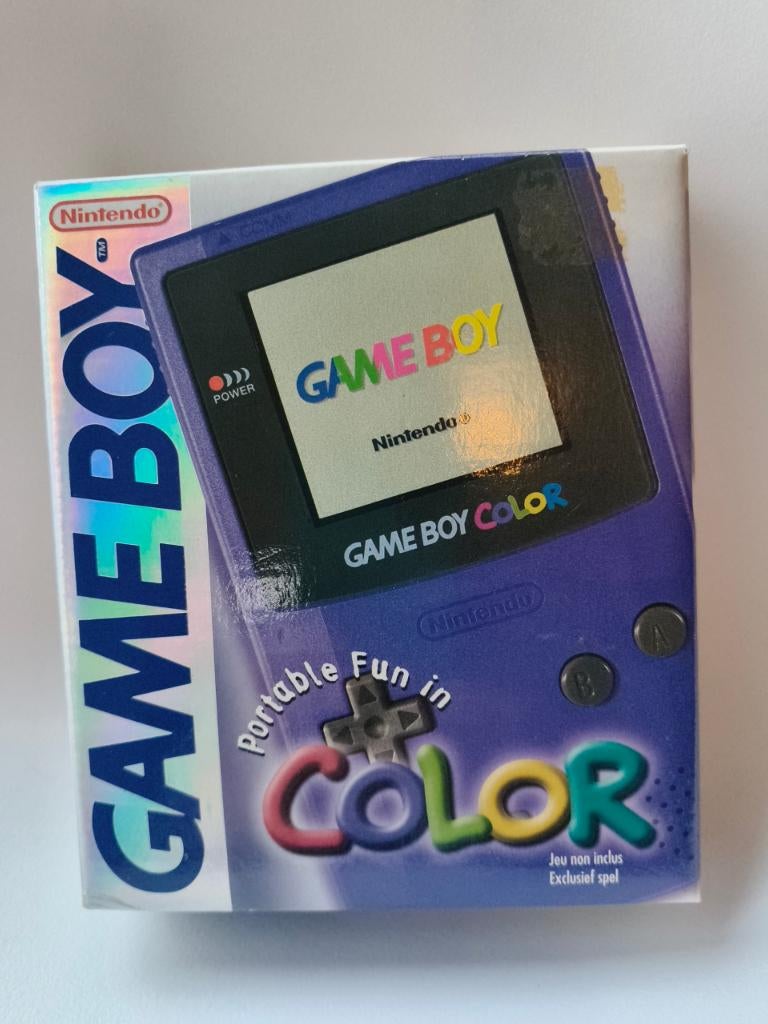 Nintendo®
GAME BOY™
▲ COMM
POWER
GAME BOY
Nintendo®
GAME BOY COLOR
Nintendo
A
B
Portable Fun in
COLOR
Jeu non inclus
Exclusief spel